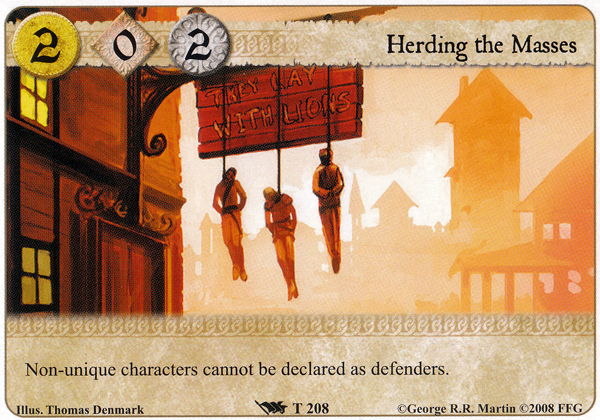 2 0 2 Herding the Masses
THEY LAY
WITH LIONS
Non-unique characters cannot be declared as defenders.
Illus. Thomas Denmark T 208 ©George R.R. Martin ©2008 FFG